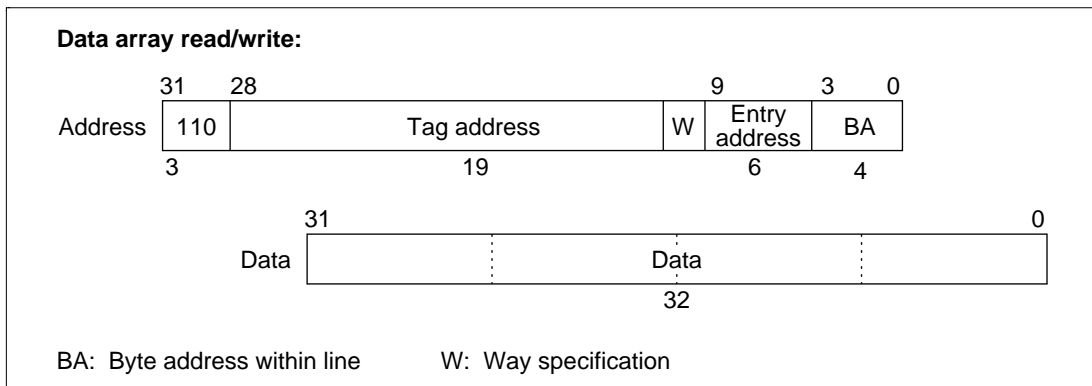 Data array read/write:
31 28 9 3 0
Address 110 Tag address W Entry address BA
3 19 6 4
31 0
Data Data
32
BA: Byte address within line W: Way specification